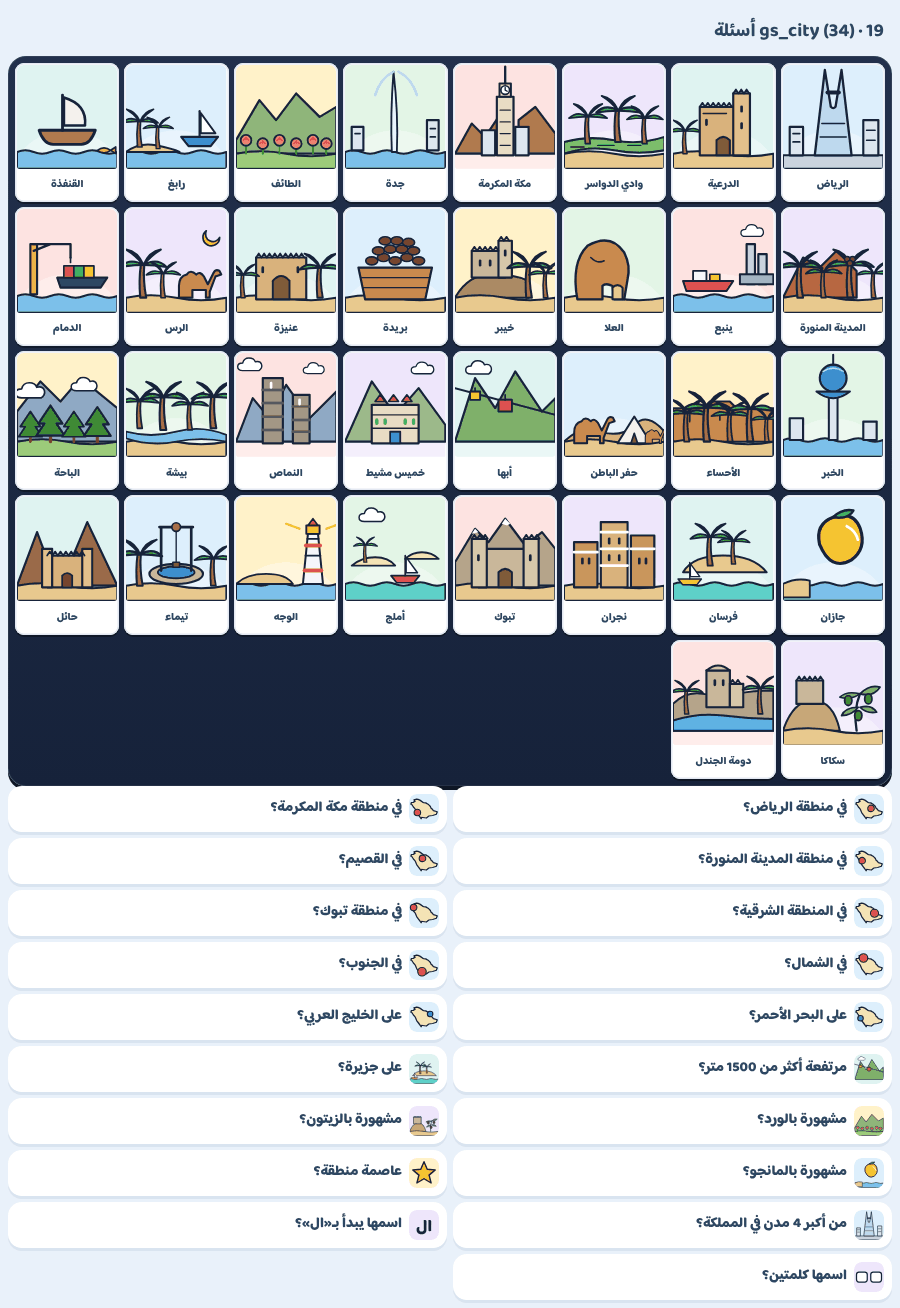 gs_city (34) · 19 أسئلة
الرياض
الدرعية
وادي الدواسر
مكة المكرمة
جدة
الطائف
رابغ
القنفذة
المدينة المنورة
ينبع
العلا
خيبر
بريدة
عنيزة
الرس
الدمام
الخبر
الأحساء
حفر الباطن
أبها
خميس مشيط
النماص
بيشة
الباحة
جازان
فرسان
نجران
تبوك
أملج
الوجه
تيماء
حائل
سكاكا
دومة الجندل
في منطقة الرياض؟
في منطقة مكة المكرمة؟
في منطقة المدينة المنورة؟
في القصيم؟
في المنطقة الشرقية؟
في منطقة تبوك؟
في الشمال؟
في الجنوب؟
على البحر الأحمر؟
على الخليج العربي؟
مرتفعة أكثر من 1500 متر؟
على جزيرة؟
مشهورة بالورد؟
مشهورة بالزيتون؟
مشهورة بالمانجو؟
عاصمة منطقة؟
من أكبر 4 مدن في المملكة؟
ال اسمها يبدأ بـ«ال»؟
اسمها كلمتين؟